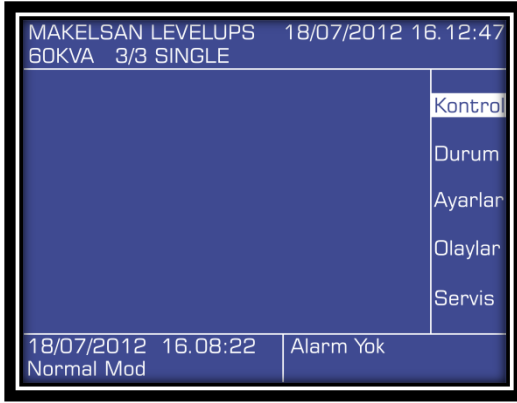 MAKELSAN LEVELUPS 18/07/2012 16.12:47
60KVA 3/3 SINGLE
Kontrol
Durum
Ayarlar
Olaylar
Servis
18/07/2012 16.08:22 Alarm Yok
Normal Mod